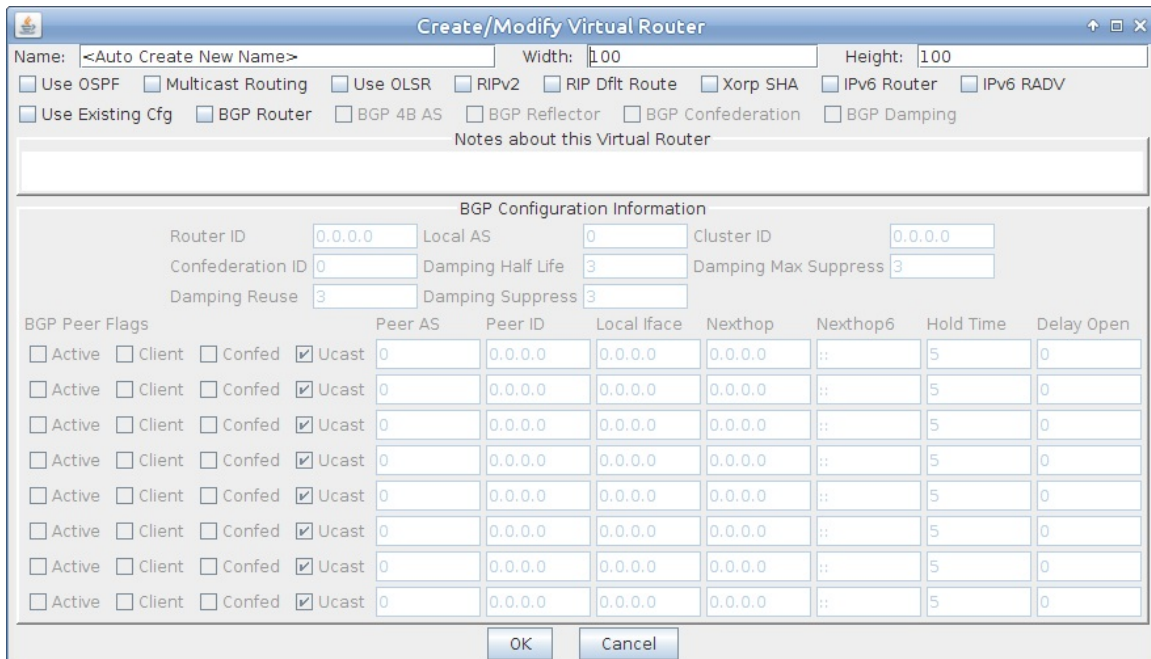 Create/Modify Virtual Router
Name: <Auto Create New Name> Width: 100 Height: 100
Use OSPF Multicast Routing Use OLSR RIPv2 RIP Dflt Route Xorp SHA IPv6 Router IPv6 RADV
Use Existing Cfg BGP Router BGP 4B AS BGP Reflector BGP Confederation BGP Damping
Notes about this Virtual Router
BGP Configuration Information
Router ID 0.0.0.0 Local AS 0 Cluster ID 0.0.0.0
Confederation ID 0 Damping Half Life 3 Damping Max Suppress 3
Damping Reuse 3 Damping Suppress 3
BGP Peer Flags Peer AS Peer ID Local Iface Nexthop Nexthop6 Hold Time Delay Open
Active Client Confed Ucast 0 0.0.0.0 0.0.0.0 0.0.0.0 :: 5 0
Active Client Confed Ucast 0 0.0.0.0 0.0.0.0 0.0.0.0 :: 5 0
Active Client Confed Ucast 0 0.0.0.0 0.0.0.0 0.0.0.0 :: 5 0
Active Client Confed Ucast 0 0.0.0.0 0.0.0.0 0.0.0.0 :: 5 0
Active Client Confed Ucast 0 0.0.0.0 0.0.0.0 0.0.0.0 :: 5 0
Active Client Confed Ucast 0 0.0.0.0 0.0.0.0 0.0.0.0 :: 5 0
Active Client Confed Ucast 0 0.0.0.0 0.0.0.0 0.0.0.0 :: 5 0
Active Client Confed Ucast 0 0.0.0.0 0.0.0.0 0.0.0.0 :: 5 0
OK Cancel